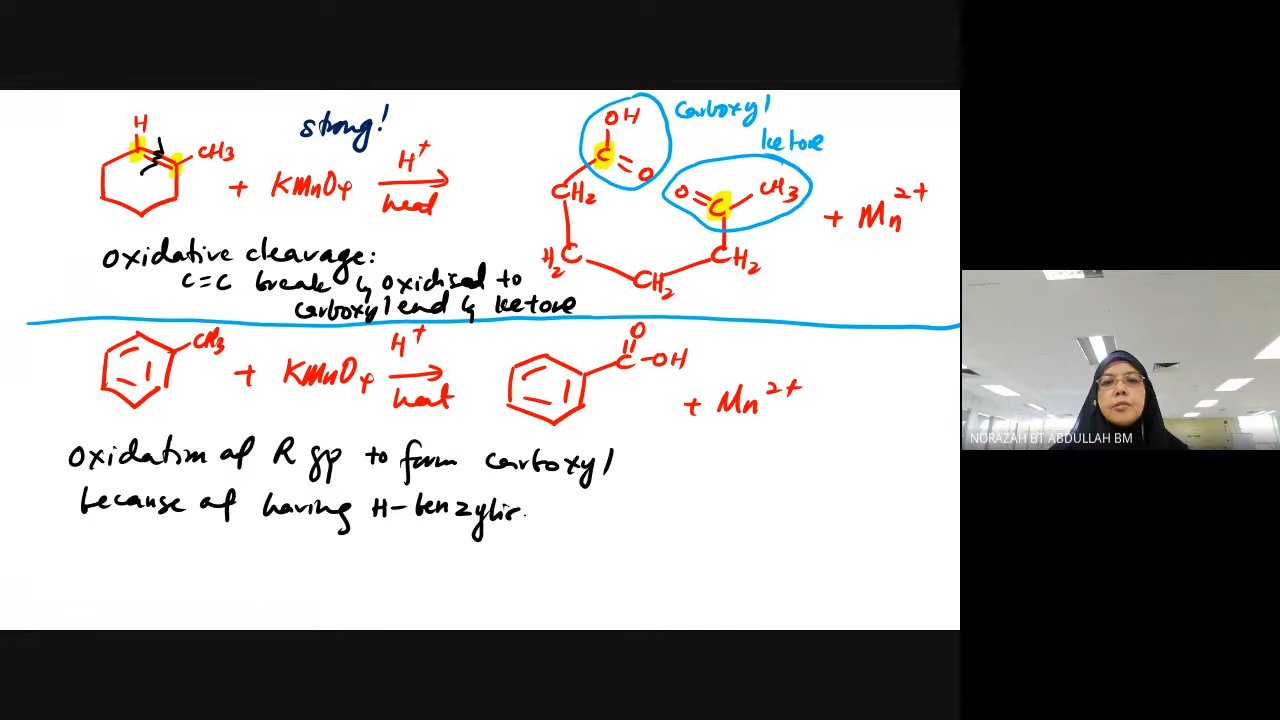 strong!
H
CH3
+ KMnO4
H+
heat
OH
C
O
carboxyl
ketone
O
C
CH3
CH2
H2C
CH2
CH2
+ Mn2+
oxidative cleavage:
C=C break & oxidised to
carboxyl end & ketone
CH3
+ KMnO4
H+
heat
O
C-OH
+ Mn2+
oxidation of R gp to form carboxyl
because of having H-benzylic.
NORAZAH BT ABDULLAH BM